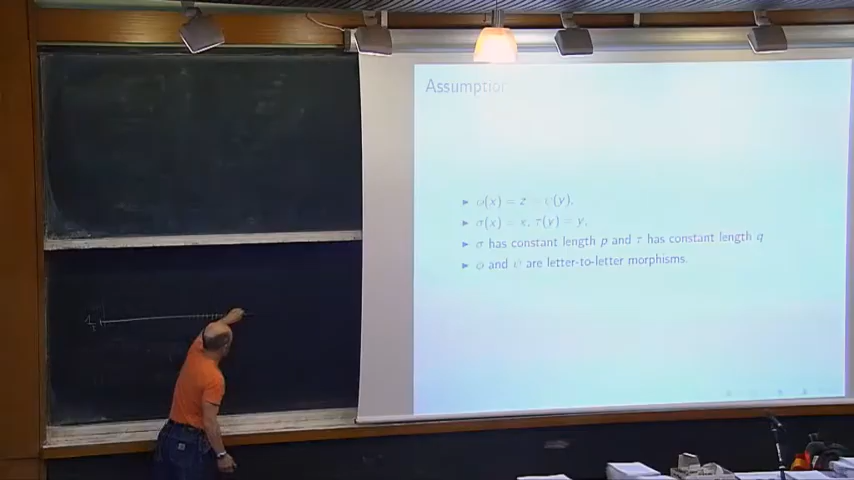 Assumption
▶ ϕ(x) = z = ψ(y),
▶ σ(x) = x, τ(y) = y,
▶ σ has constant length p and τ has constant length q
▶ ϕ and ψ are letter-to-letter morphisms.